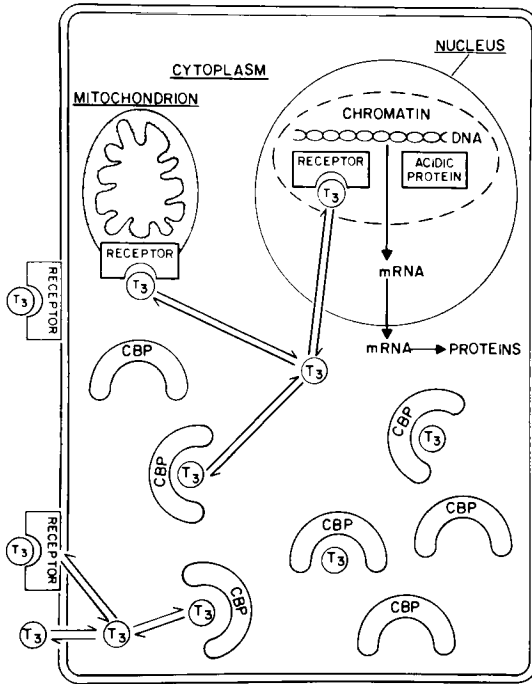 NUCLEUS
CYTOPLASM
MITOCHONDRION
CHROMATIN
DNA
RECEPTOR
ACIDIC
PROTEIN
T3
RECEPTOR
T3
mRNA
T3
RECEPTOR
mRNA
PROTEINS
CBP
T3
CBP
T3
CBP
T3
CBP
T3
RECEPTOR
CBP
T3
CBP
CBP
T3
T3
T3
CBP